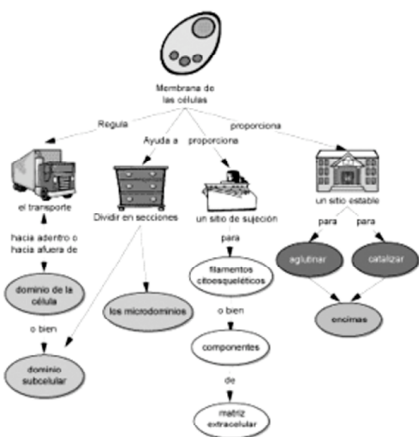 Membrana de
las células
Regula
Ayuda a
proporciona
proporciona
el transporte
Dividir en secciones
un sitio de sujeción
un sitio estable
hacia adentro o
hacia afuera de
para
para
para
dominio de la
célula
los microdominios
filamentos
citoesqueléticos
aglutinar
catalizar
o bien
o bien
encimas
dominio
subcelular
componentes
de
matriz
extracelular